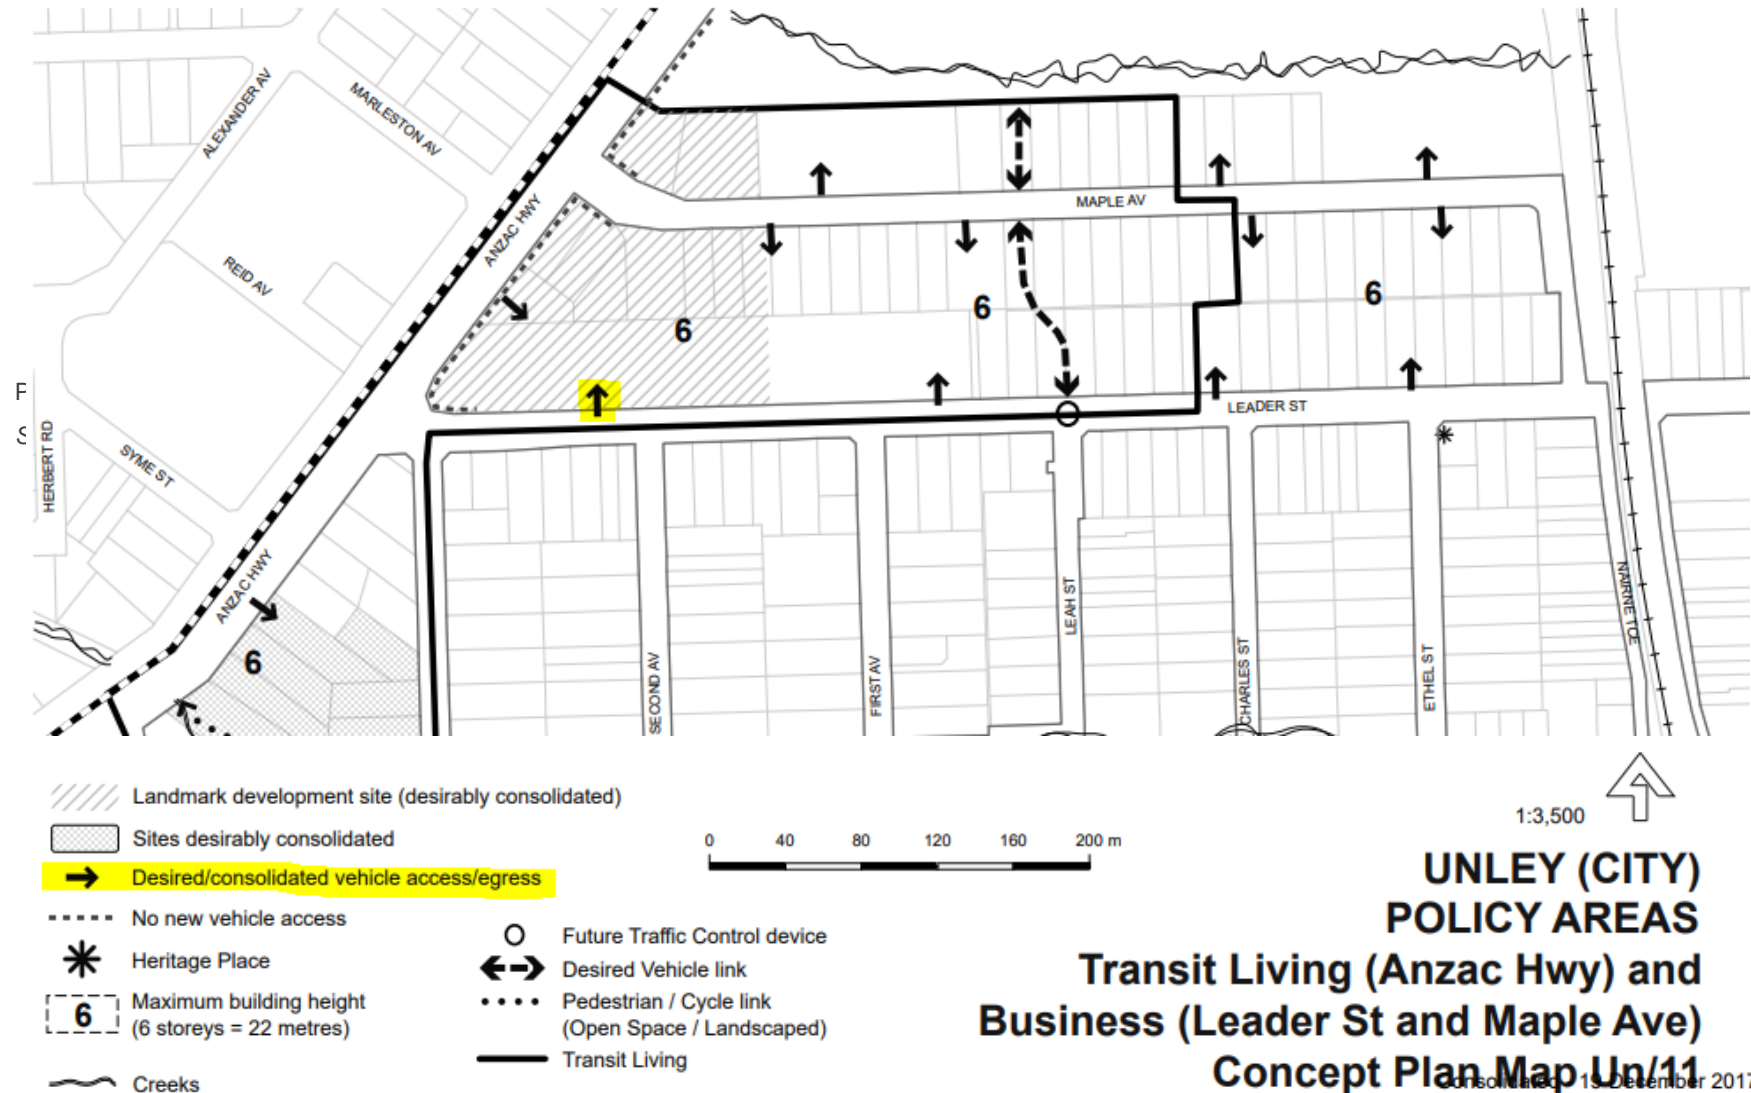 ALEXANDER AV
MARLESTON AV
ANZAC HWY
MAPLE AV
REID AV
6
6
6
LEADER ST
HERBERT RD
SYME ST
ANZAC HWY
6
SECOND AV
FIRST AV
LEAH ST
CHARLES ST
ETHEL ST
NAIRNE TCE
F
S
Landmark development site (desirably consolidated)
Sites desirably consolidated
Desired/consolidated vehicle access/egress
No new vehicle access
Heritage Place
6
Maximum building height
(6 storeys = 22 metres)
Creeks
0 40 80 120 160 200 m
Future Traffic Control device
Desired Vehicle link
Pedestrian / Cycle link
(Open Space / Landscaped)
Transit Living
1:3,500
UNLEY (CITY)
POLICY AREAS
Transit Living (Anzac Hwy) and
Business (Leader St and Maple Ave)
Concept Plan Map Un/11
Consolidated - 19 December 2017